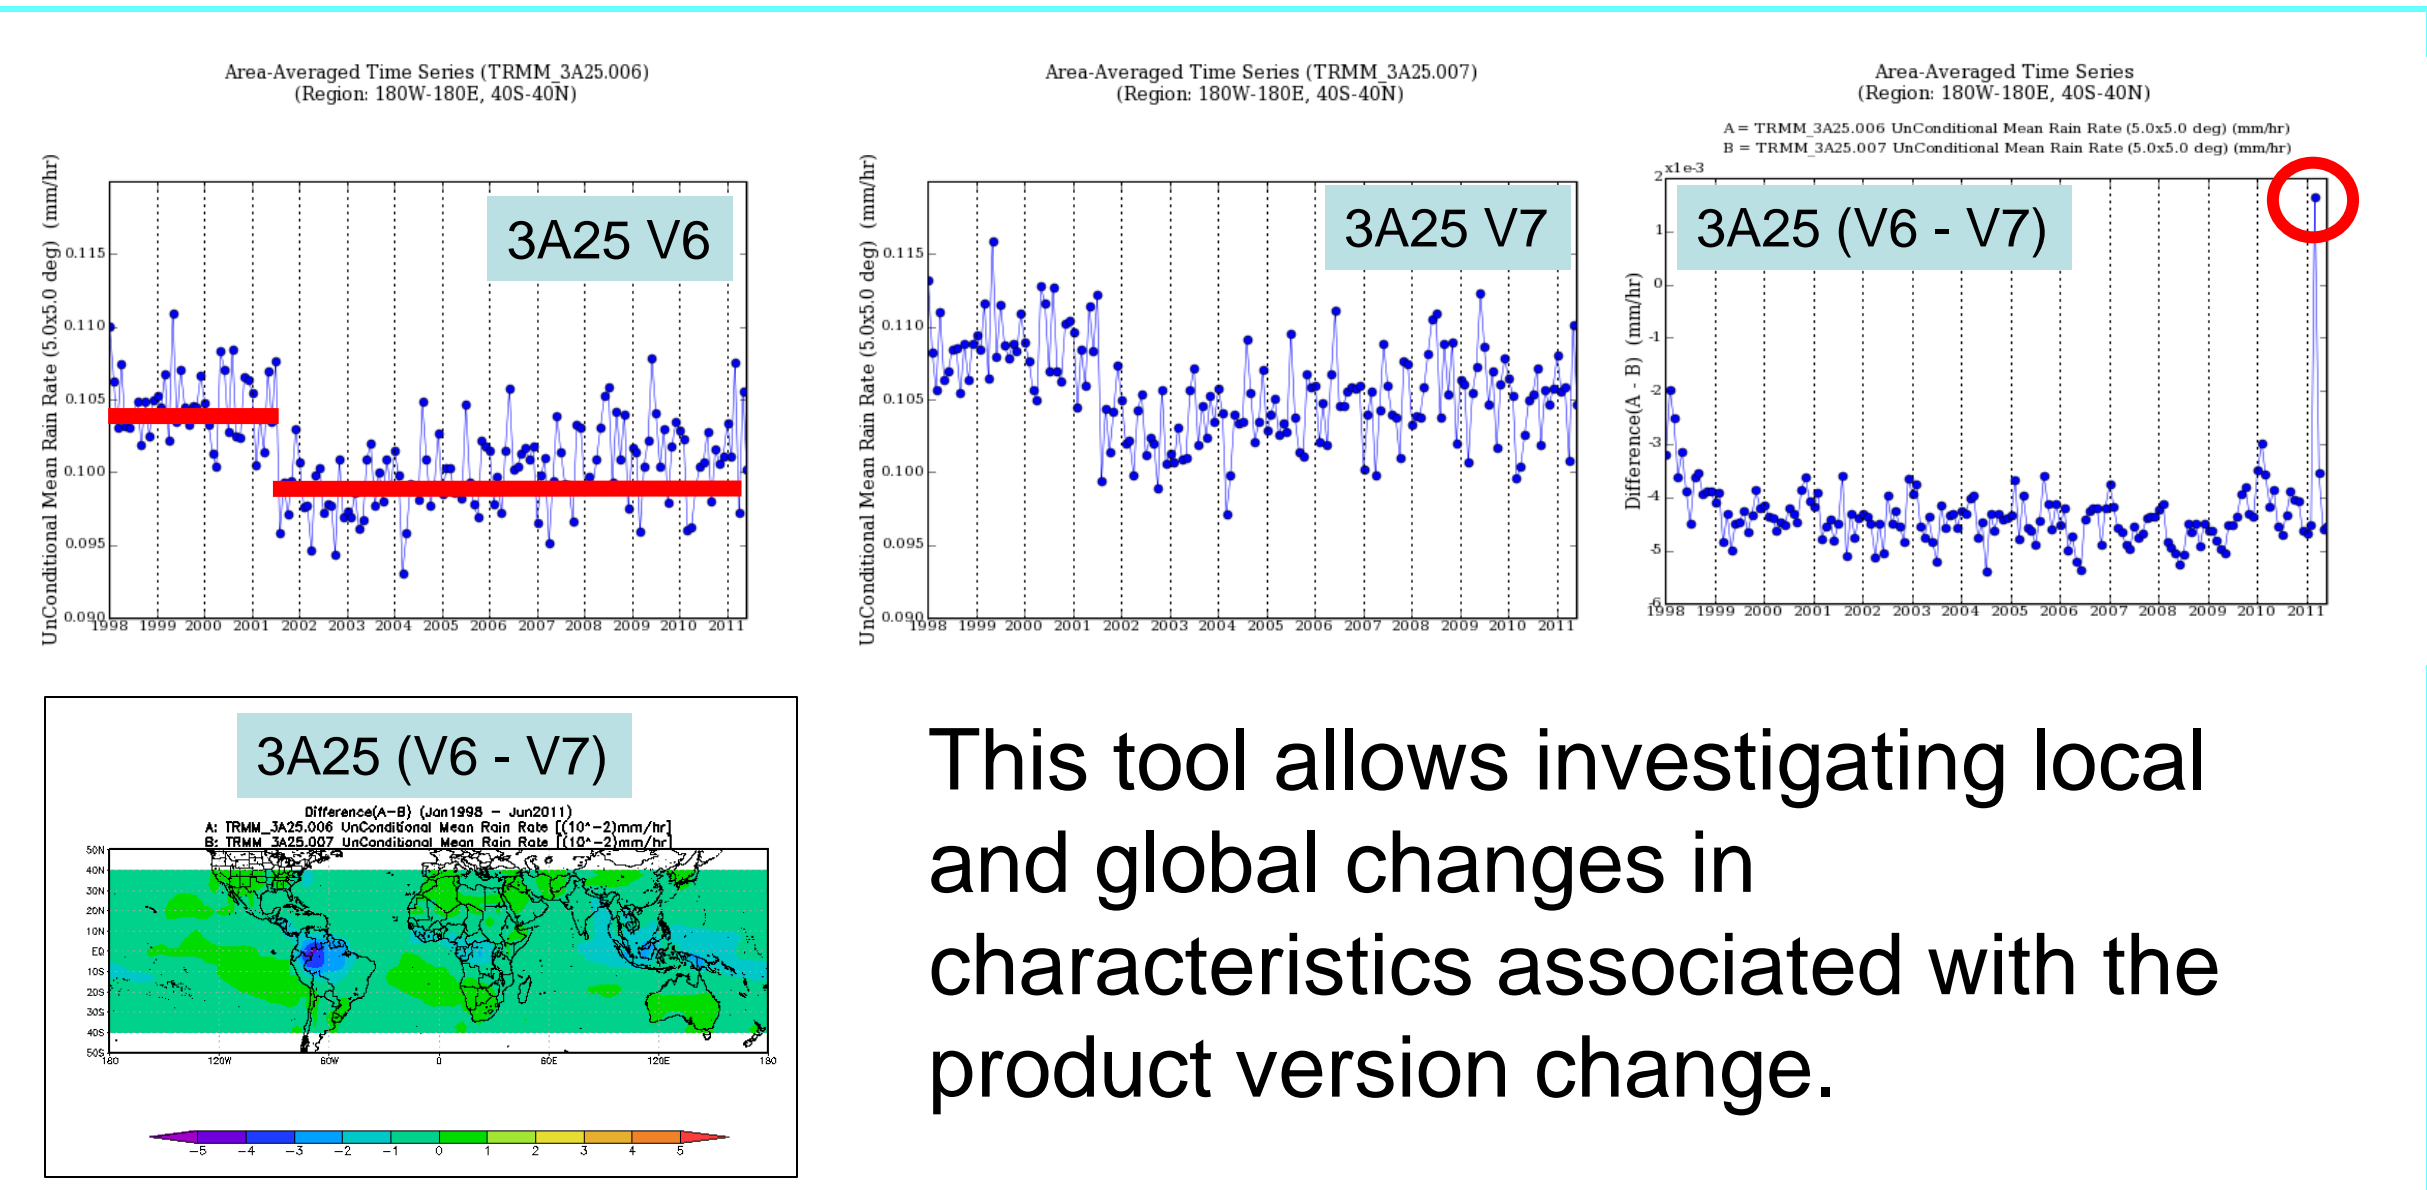 Area-Averaged Time Series (TRMM_3A25.006)
(Region: 180W-180E, 40S-40N)
UnConditional Mean Rain Rate (5.0x5.0 deg) (mm/hr)
3A25 V6
0.115
0.110
0.105
0.100
0.095
0.090
1998 1999 2000 2001 2002 2003 2004 2005 2006 2007 2008 2009 2010 2011
Area-Averaged Time Series (TRMM_3A25.007)
(Region: 180W-180E, 40S-40N)
UnConditional Mean Rain Rate (5.0x5.0 deg) (mm/hr)
3A25 V7
0.115
0.110
0.105
0.100
0.095
0.090
1998 1999 2000 2001 2002 2003 2004 2005 2006 2007 2008 2009 2010 2011
Area-Averaged Time Series
(Region: 180W-180E, 40S-40N)
A = TRMM_3A25.006 UnConditional Mean Rain Rate (5.0x5.0 deg) (mm/hr)
B = TRMM_3A25.007 UnConditional Mean Rain Rate (5.0x5.0 deg) (mm/hr)
x1e-3
Difference(A - B) (mm/hr)
3A25 (V6 - V7)
2
1
0
-1
-2
-3
-4
-5
-6
1998 1999 2000 2001 2002 2003 2004 2005 2006 2007 2008 2009 2010 2011
3A25 (V6 - V7)
Difference(A-B) (Jan1998 - Jun2011)
A: TRMM_3A25.006 UnConditional Mean Rain Rate [(10^-2)mm/hr]
B: TRMM_3A25.007 UnConditional Mean Rain Rate [(10^-2)mm/hr]
50N
40N
30N
20N
10N
EQ
10S
20S
30S
40S
50S
180 120W 60W 0 60E 120E 180
-5 -4 -3 -2 -1 0 1 2 3 4 5
This tool allows investigating local
and global changes in
characteristics associated with the
product version change.